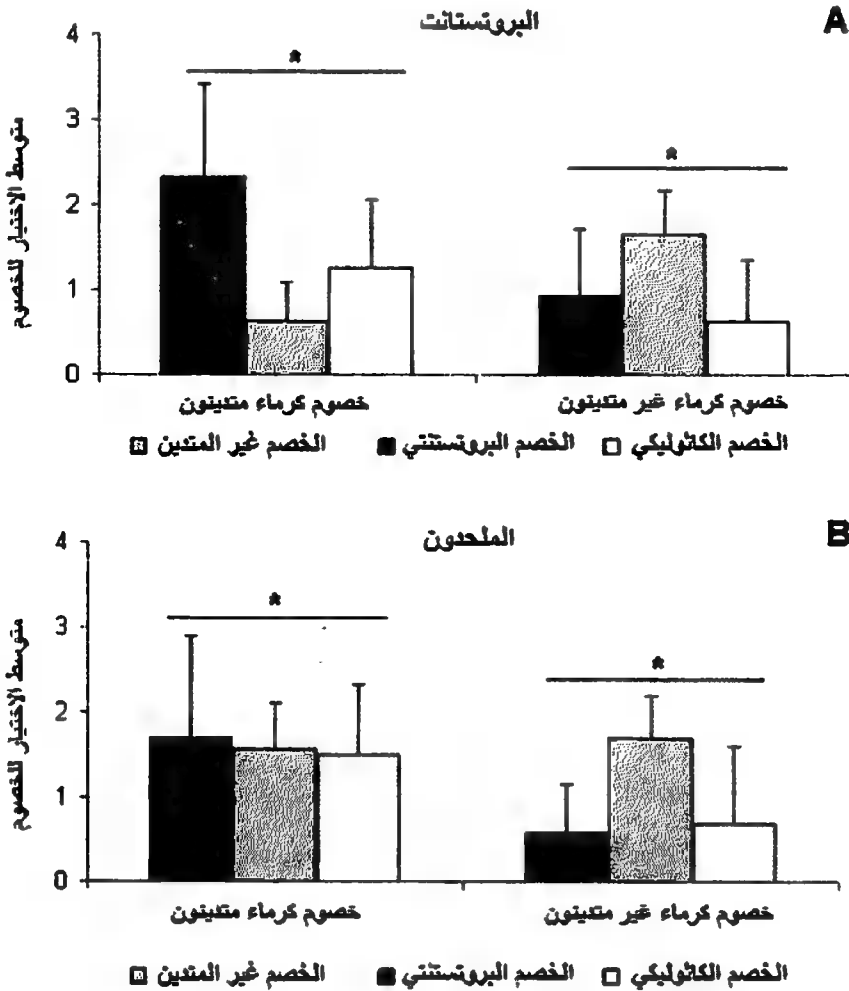 البروتستانت
A
متوسط الاختيار للخصوم
4
3
2
1
0
*
*
خصوم كرماء متدينون
خصوم كرماء غير متدينون
الخصم الكاثوليكي
الخصم البروتستنتي
الخصم غير المتدين
الملحدون
B
متوسط الاختيار للخصوم
4
3
2
1
0
*
*
خصوم كرماء متدينون
خصوم كرماء غير متدينون
الخصم الكاثوليكي
الخصم البروتستنتي
الخصم غير المتدين